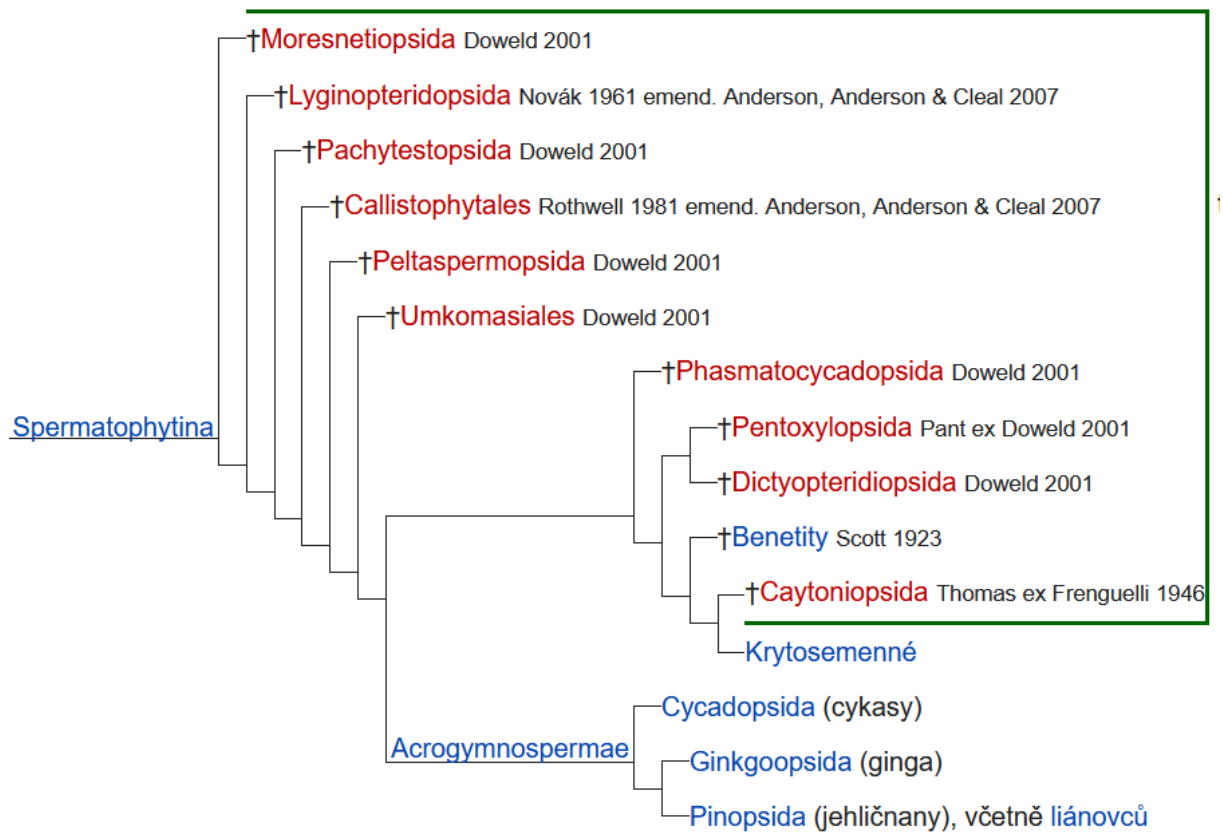 †Moresnetiopsida Doweld 2001
†Lyginopteridopsida Novák 1961 emend. Anderson, Anderson & Cleal 2007
†Pachytestopsida Doweld 2001
†Callistophytales Rothwell 1981 emend. Anderson, Anderson & Cleal 2007
†Peltaspermopsida Doweld 2001
†Umkomasiales Doweld 2001
†Phasmatocycadopsida Doweld 2001
Spermatophytina
†Pentoxylopsida Pant ex Doweld 2001
†Dictyopteridiopsida Doweld 2001
†Benetity Scott 1923
†Caytoniopsida Thomas ex Frenguelli 1946
Krytosemenné
Cycadopsida (cykasy)
Acrogymnospermae
Ginkgoopsida (ginga)
Pinopsida (jehličnany), včetně liánovců